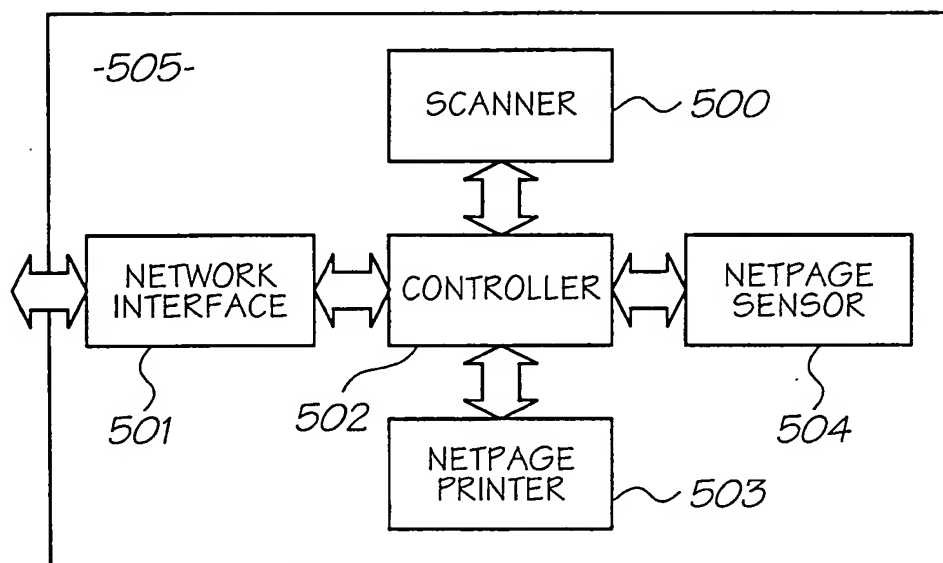 -505-
SCANNER
500
NETWORK
INTERFACE
CONTROLLER
NETPAGE
SENSOR
501
502
504
NETPAGE
PRINTER
503